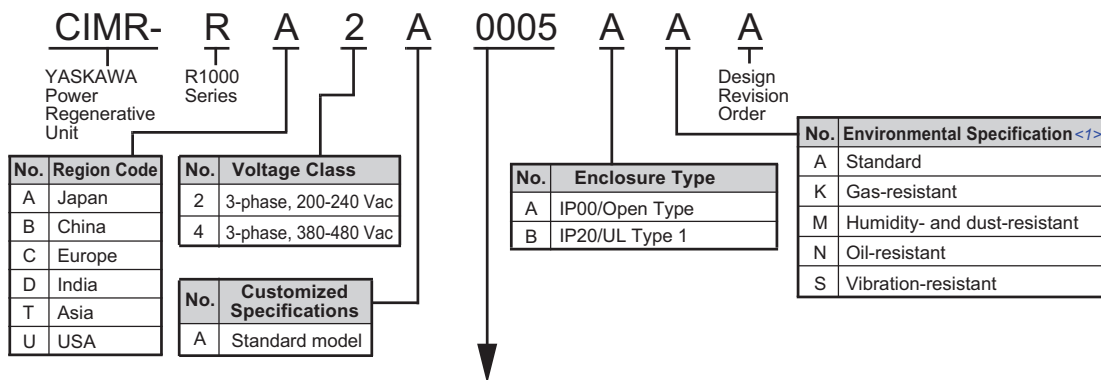 CIMR- R A 2 A 0005 A A A
YASKAWA
Power
Regenerative
Unit
R1000
Series
Design
Revision
Order
No. Region Code
A Japan
B China
C Europe
D India
T Asia
U USA
No. Voltage Class
2 3-phase, 200-240 Vac
4 3-phase, 380-480 Vac
No. Customized
Specifications
A Standard model
No. Enclosure Type
A IP00/Open Type
B IP20/UL Type 1
No. Environmental Specification <1>
A Standard
K Gas-resistant
M Humidity- and dust-resistant
N Oil-resistant
S Vibration-resistant